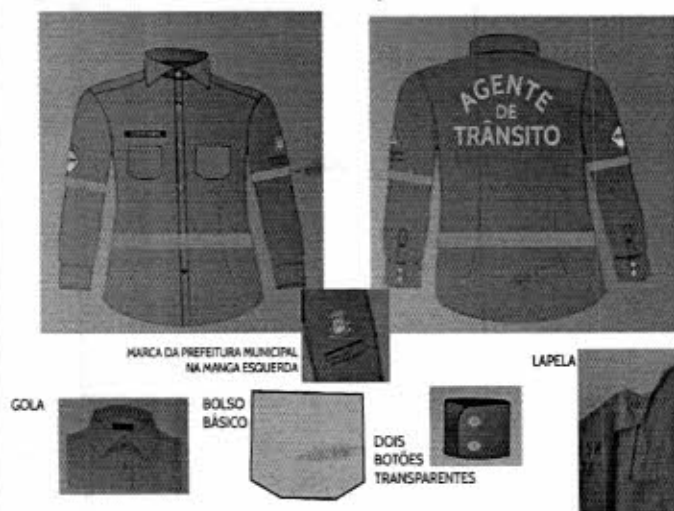 AGENTE
DE
TRÂNSITO
MARCA DA PREFEITURA MUNICIPAL
NA MANGA ESQUERDA
LAPELA
GOLA
BOLSO
BÁSICO
DOIS
BOTÕES
TRANSPARENTES